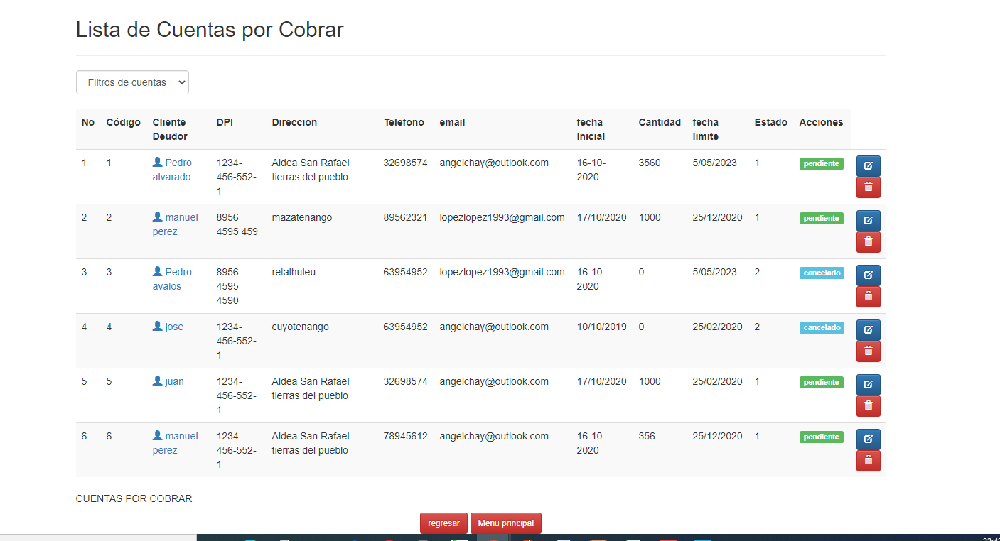 Lista de Cuentas por Cobrar
Filtros de cuentas
No Código Cliente Deudor DPI Direccion Telefono email fecha Inicial Cantidad fecha limite Estado Acciones
1 1 Pedro alvarado 1234-456-552-1 Aldea San Rafael tierras del pueblo 32698574 angelchay@outlook.com 16-10-2020 3560 5/05/2023 1 pendiente
2 2 manuel perez 8956 4595 459 mazatenango 89562321 lopezlopez1993@gmail.com 17/10/2020 1000 25/12/2020 1 pendiente
3 3 Pedro avalos 8956 4595 4590 retalhuleu 63954952 lopezlopez1993@gmail.com 16-10-2020 0 5/05/2023 2 cancelado
4 4 jose 1234-456-552-1 cuyotenango 63954952 angelchay@outlook.com 10/10/2019 0 25/02/2020 2 cancelado
5 5 juan 1234-456-552-1 Aldea San Rafael tierras del pueblo 32698574 angelchay@outlook.com 17/10/2020 1000 25/02/2020 1 pendiente
6 6 manuel perez 1234-456-552-1 Aldea San Rafael tierras del pueblo 78945612 angelchay@outlook.com 16-10-2020 356 25/12/2020 1 pendiente
CUENTAS POR COBRAR
regresar Menu principal